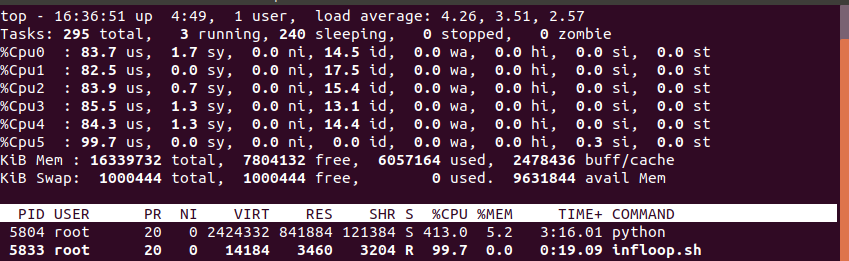 top - 16:36:51 up  4:49,  1 user,  load average: 4.26, 3.51, 2.57
Tasks: 295 total,   3 running, 240 sleeping,   0 stopped,   0 zombie
%Cpu0  : 83.7 us,  1.7 sy,  0.0 ni, 14.5 id,  0.0 wa,  0.0 hi,  0.0 si,  0.0 st
%Cpu1  : 82.5 us,  0.0 sy,  0.0 ni, 17.5 id,  0.0 wa,  0.0 hi,  0.0 si,  0.0 st
%Cpu2  : 83.9 us,  0.7 sy,  0.0 ni, 15.4 id,  0.0 wa,  0.0 hi,  0.0 si,  0.0 st
%Cpu3  : 85.5 us,  1.3 sy,  0.0 ni, 13.1 id,  0.0 wa,  0.0 hi,  0.0 si,  0.0 st
%Cpu4  : 84.3 us,  1.3 sy,  0.0 ni, 14.4 id,  0.0 wa,  0.0 hi,  0.0 si,  0.0 st
%Cpu5  : 99.7 us,  0.0 sy,  0.0 ni,  0.0 id,  0.0 wa,  0.0 hi,  0.3 si,  0.0 st
KiB Mem : 16339732 total,  7804132 free,  6057164 used,  2478436 buff/cache
KiB Swap:  1000444 total,  1000444 free,        0 used.  9631844 avail Mem
PID USER      PR  NI    VIRT    RES    SHR S  %CPU %MEM     TIME+ COMMAND
5804 root      20   0 2424332 841884 121384 S 413.0  5.2   3:16.01 python
5833 root      20   0   14184   3460   3204 R  99.7  0.0   0:19.09 infloop.sh